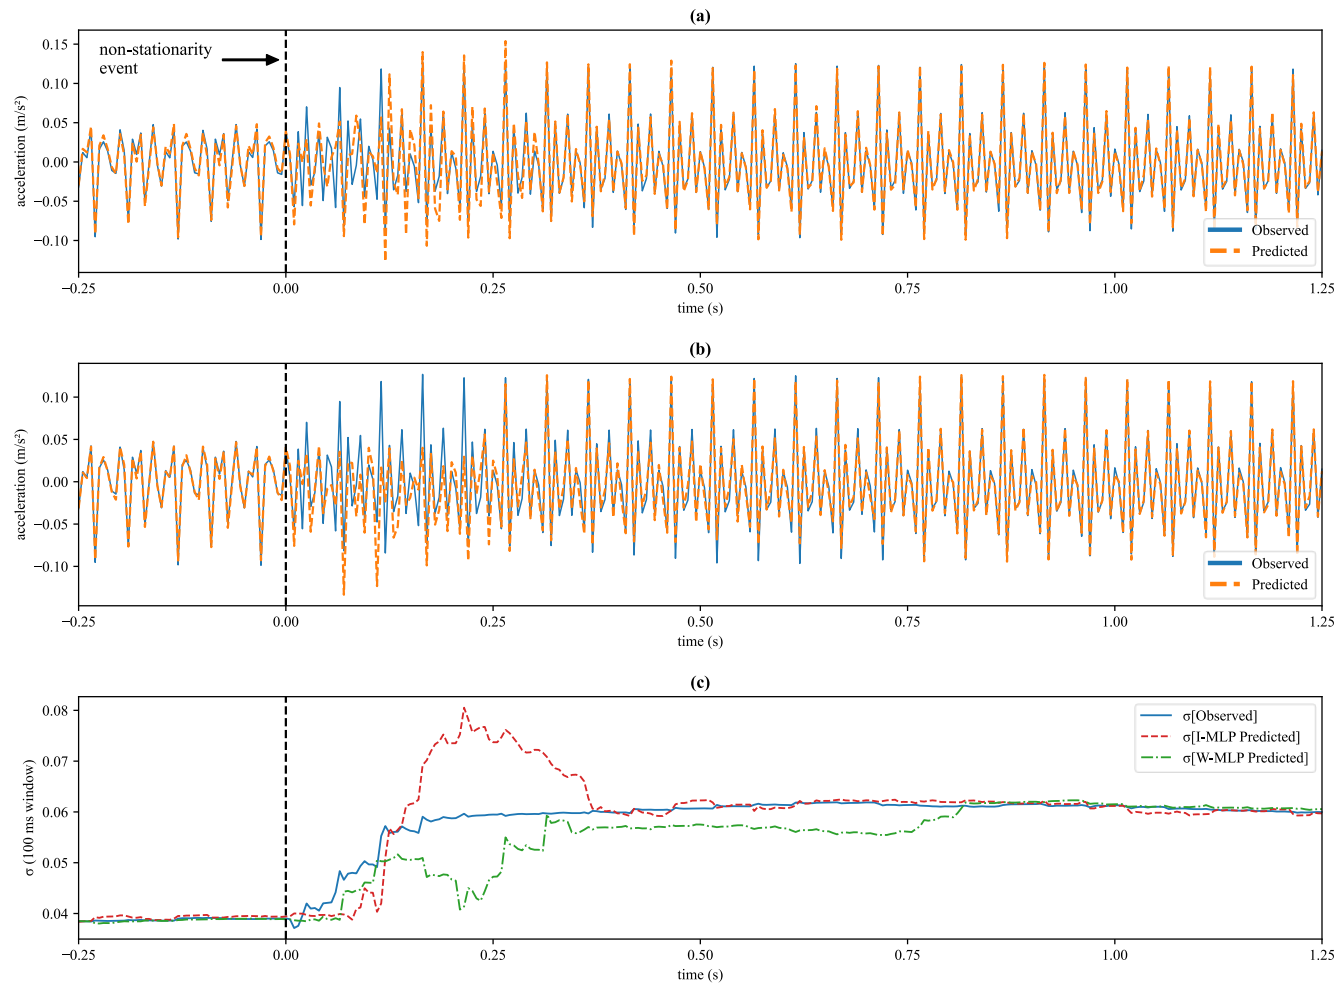 (a)
non-stationarity
event
0.15
0.10
0.05
0.00
−0.05
−0.10
acceleration (m/s²)
Observed
Predicted
−0.25 0.00 0.25 0.50 0.75 1.00 1.25
time (s)
(b)
0.10
0.05
0.00
−0.05
−0.10
acceleration (m/s²)
Observed
Predicted
−0.25 0.00 0.25 0.50 0.75 1.00 1.25
time (s)
(c)
0.08
0.07
0.06
0.05
0.04
σ (100 ms window)
σ[Observed]
σ[I-MLP Predicted]
σ[W-MLP Predicted]
−0.25 0.00 0.25 0.50 0.75 1.00 1.25
time (s)